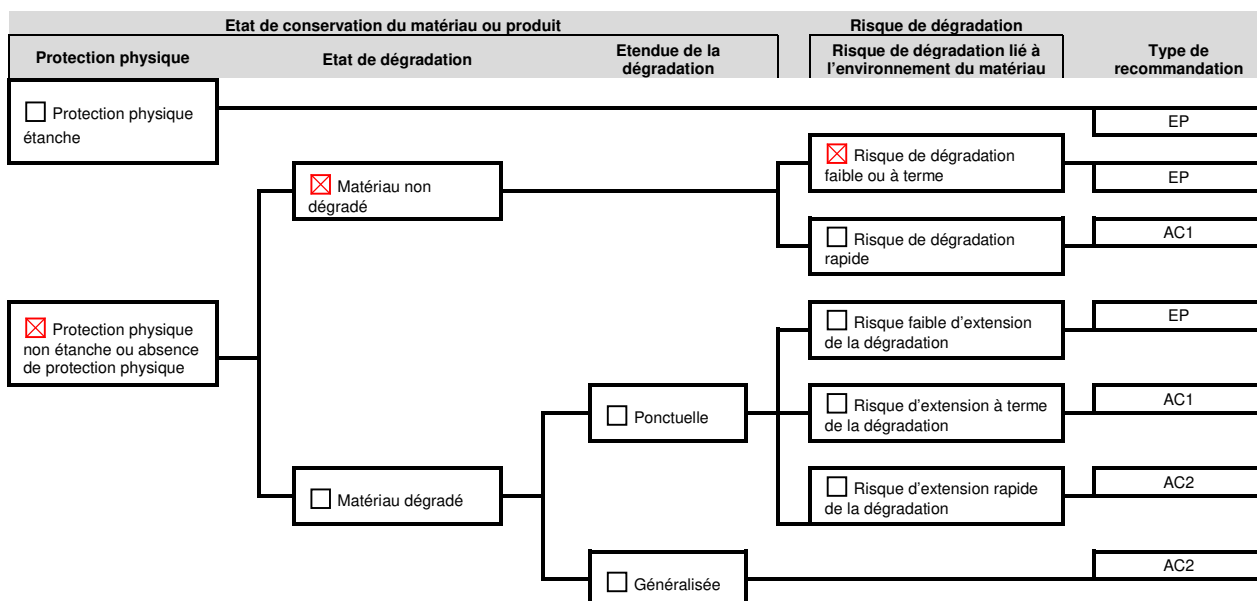 Etat de conservation du matériau ou produit
Risque de dégradation
Protection physique
Etat de dégradation
Etendue de la
dégradation
Risque de dégradation lié à
l'environnement du matériau
Type de
recommandation
Protection physique
étanche
EP
Matériau non
dégradé
Risque de dégradation
faible ou à terme
EP
Risque de dégradation
rapide
AC1
Protection physique
non étanche ou absence
de protection physique
Risque faible d'extension
de la dégradation
EP
Ponctuelle
Risque d'extension à terme
de la dégradation
AC1
Matériau dégradé
Risque d'extension rapide
de la dégradation
AC2
Généralisée
AC2